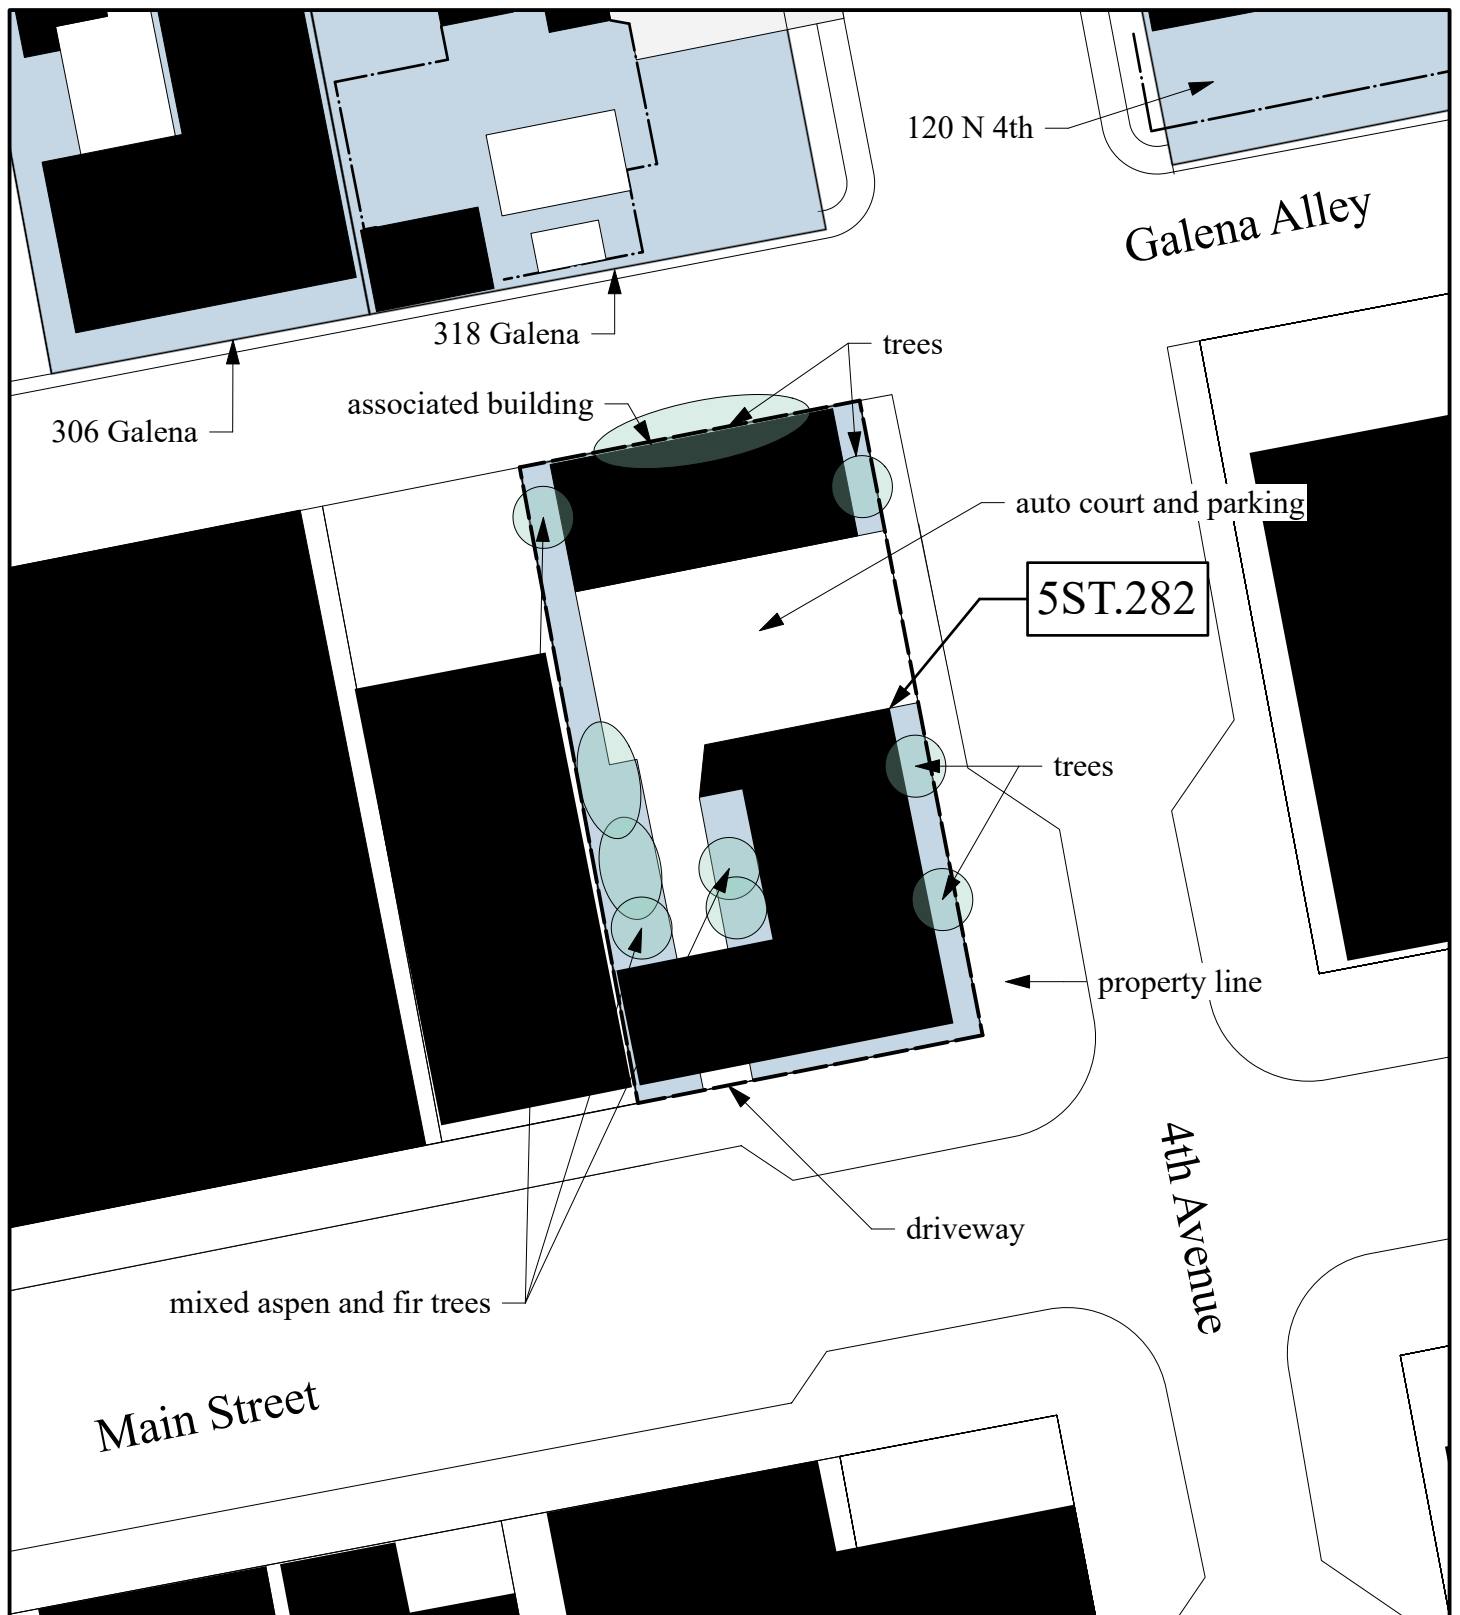 120 N 4th
Galena Alley
318 Galena
trees
associated building
306 Galena
auto court and parking
5ST.282
trees
property line
4th Avenue
driveway
mixed aspen and fir trees
Main Street